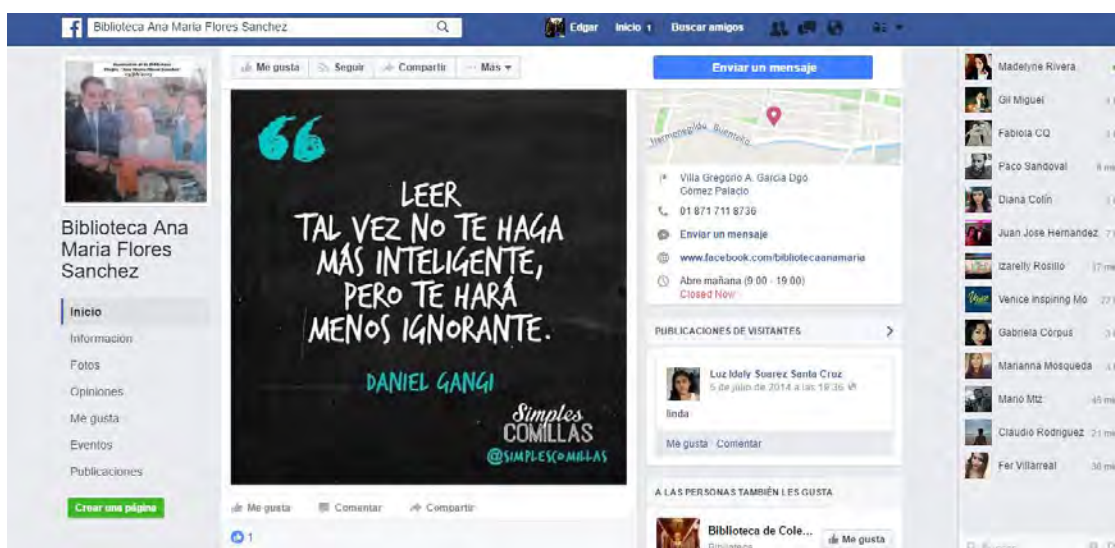 Biblioteca Ana Maria Flores Sanchez
Edgar Inicio 1 Buscar amigos
Me gusta Seguir Compartir Más
Enviar un mensaje
Biblioteca Ana
Maria Flores
Sanchez
Inicio
Información
Fotos
Opiniones
Me gusta
Eventos
Publicaciones
Crear una página
LEER
TAL VEZ NO TE HAGA
MÁS INTELIGENTE,
PERO TE HARÁ
MENOS IGNORANTE.
DANIEL GANGI
Simples
COMILLAS
@SIMPLESCOMILLAS
Me gusta Comentar Compartir
1
Villa Gregorio A. Garcia Dgo
Gómez Palacio
01 871 711 8736
Enviar un mensaje
www.facebook.com/bibliotecaanamaria
Abre mañana (9:00 - 19:00)
Closed Now
PUBLICACIONES DE VISITANTES
Luz Idaly Suarez Santa Cruz
5 de julio de 2014 a las 19:36
linda
Me gusta · Comentar
A LAS PERSONAS TAMBIÉN LES GUSTA
Biblioteca de Cole...
Biblioteca
Me gusta
Madelyne Rivera
Gil Miguel
Fabiola CQ
Paco Sandoval
Diana Colín
Juan Jose Hernandez
Izarelly Rosillo
Venice Inspiring Mo
Gabriela Córpus
Marianna Mosqueda
Mario Mtz
Claudio Rodriguez
Fer Villarreal